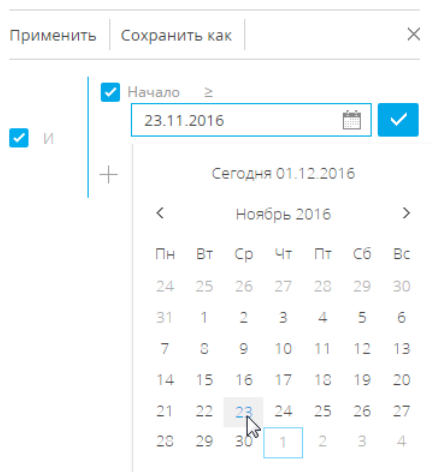 Применить Сохранить как
Начало ≥
23.11.2016
И
Сегодня 01.12.2016
Ноябрь 2016
Пн Вт Ср Чт Пт Сб Вс
24 25 26 27 28 29 30
31 1 2 3 4 5 6
7 8 9 10 11 12 13
14 15 16 17 18 19 20
21 22 23 24 25 26 27
28 29 30 1 2 3 4